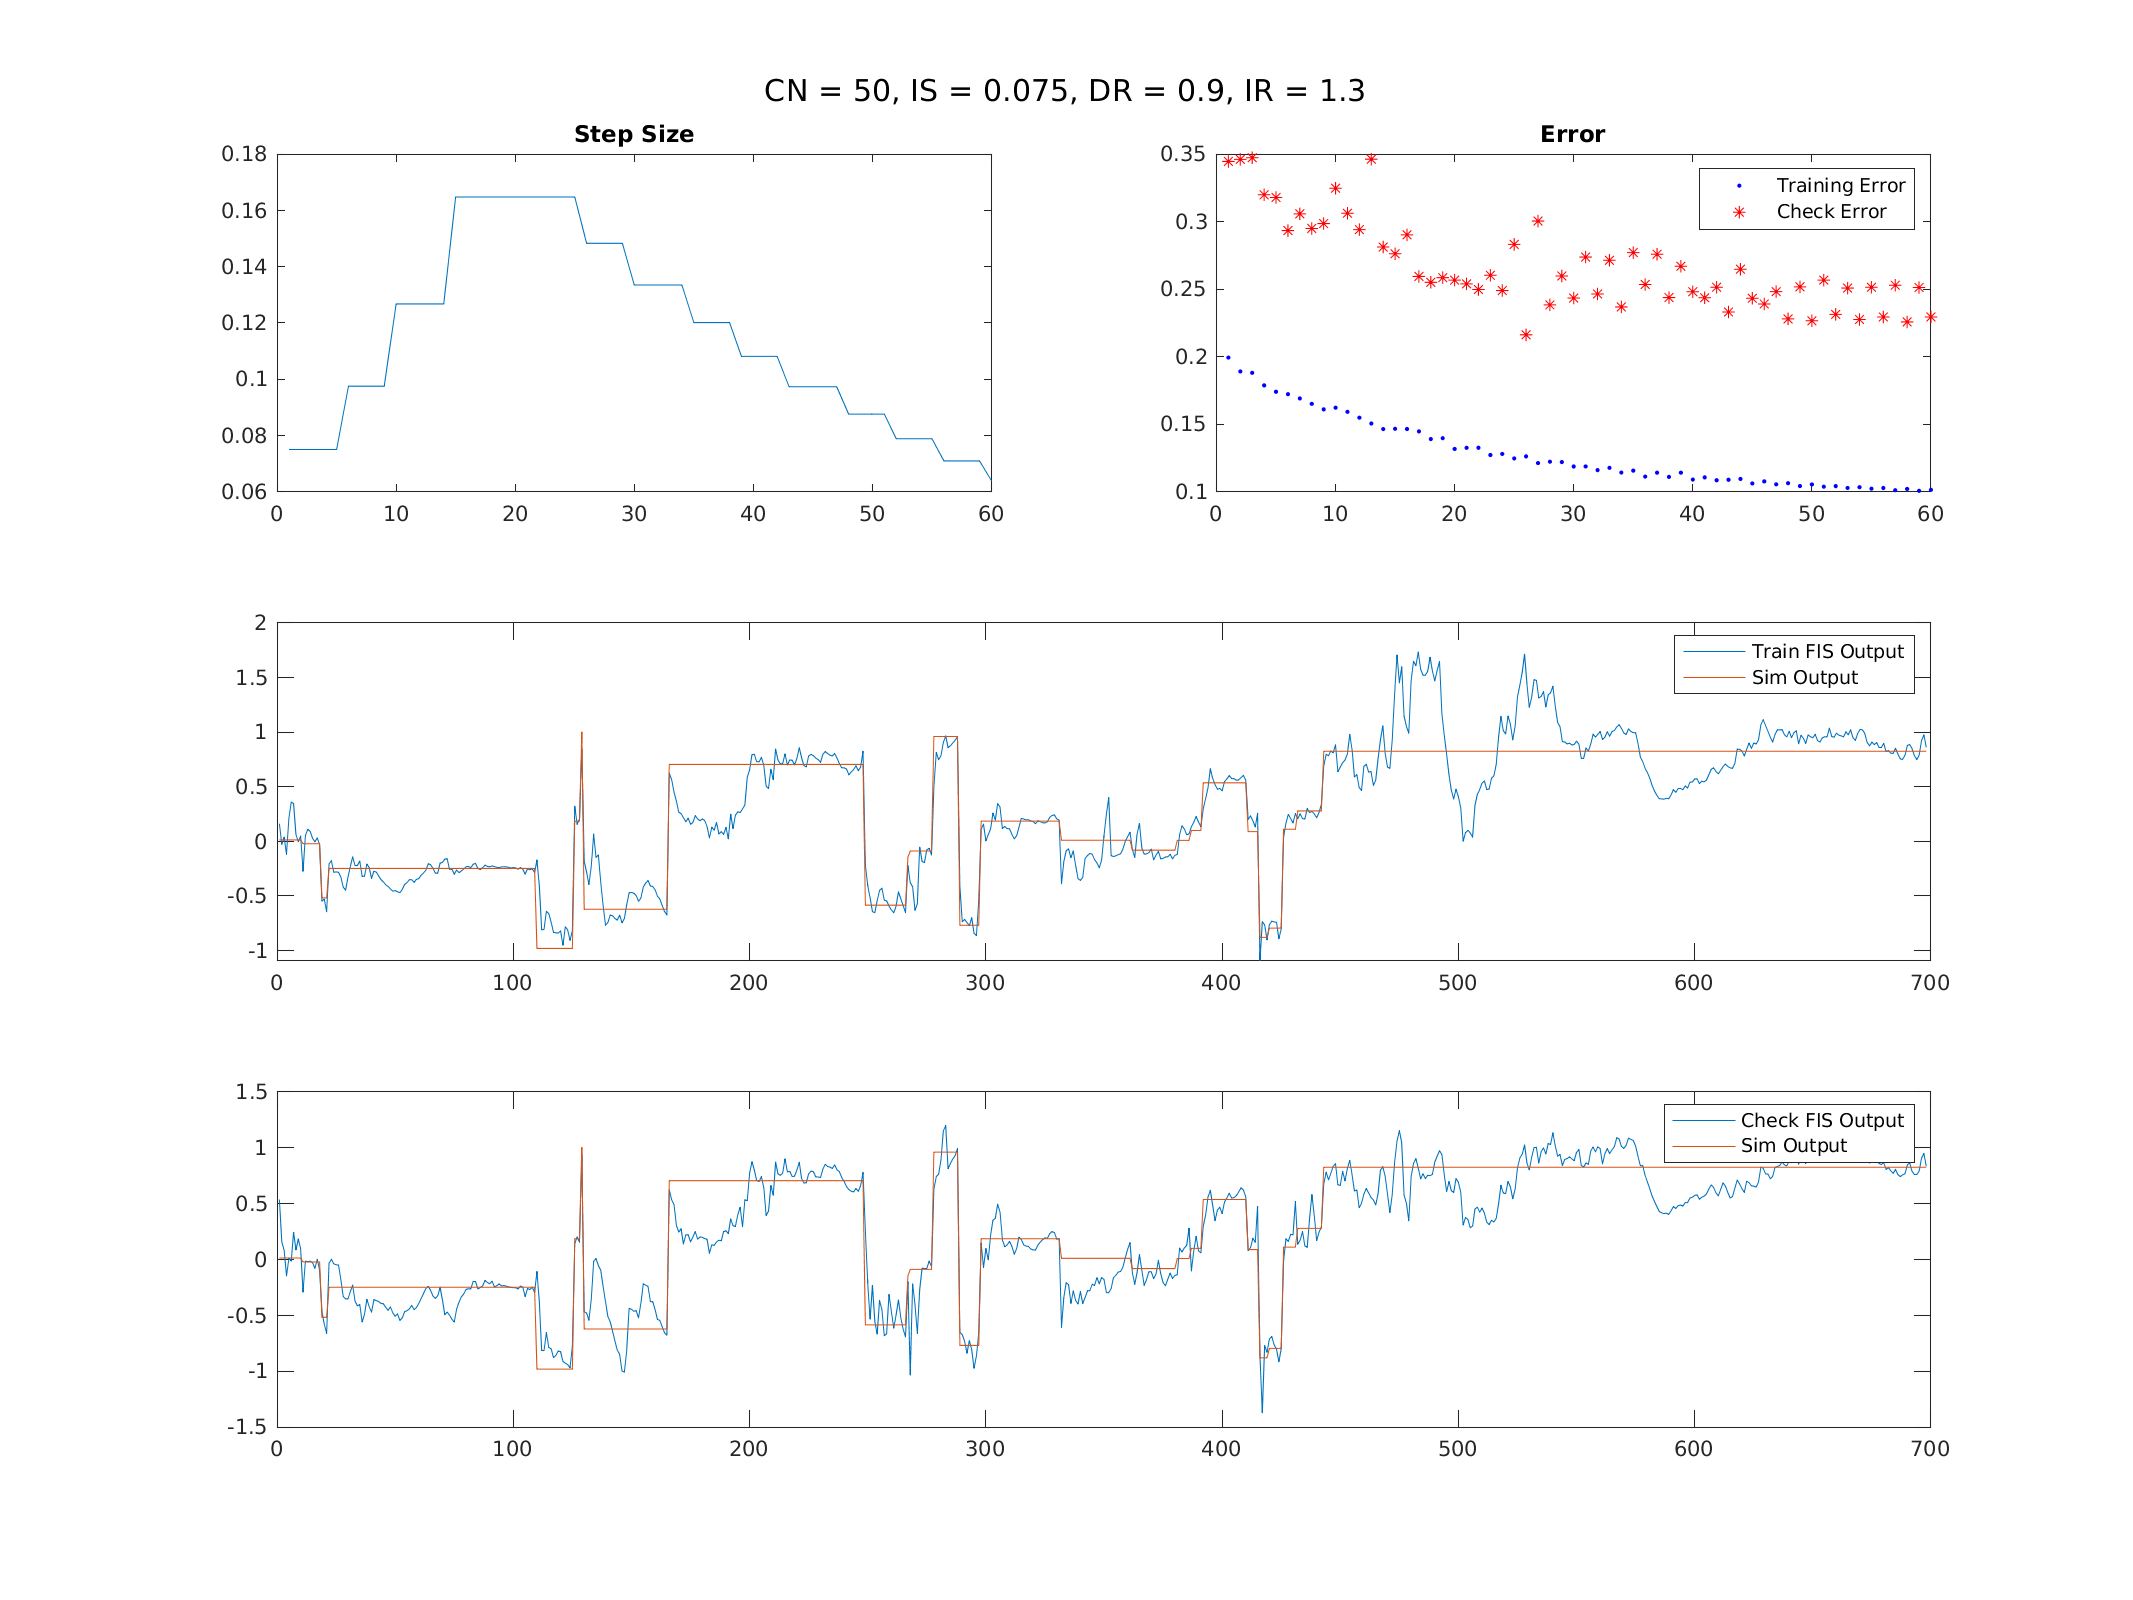 CN = 50, IS = 0.075, DR = 0.9, IR = 1.3
Step Size
0.18
0.16
0.14
0.12
0.1
0.08
0.06
0 10 20 30 40 50 60
Error
0.35
0.3
0.25
0.2
0.15
0.1
0 10 20 30 40 50 60
Training Error
Check Error
2
1.5
1
0.5
0
-0.5
-1
0 100 200 300 400 500 600 700
Train FIS Output
Sim Output
1.5
1
0.5
0
-0.5
-1
-1.5
0 100 200 300 400 500 600 700
Check FIS Output
Sim Output